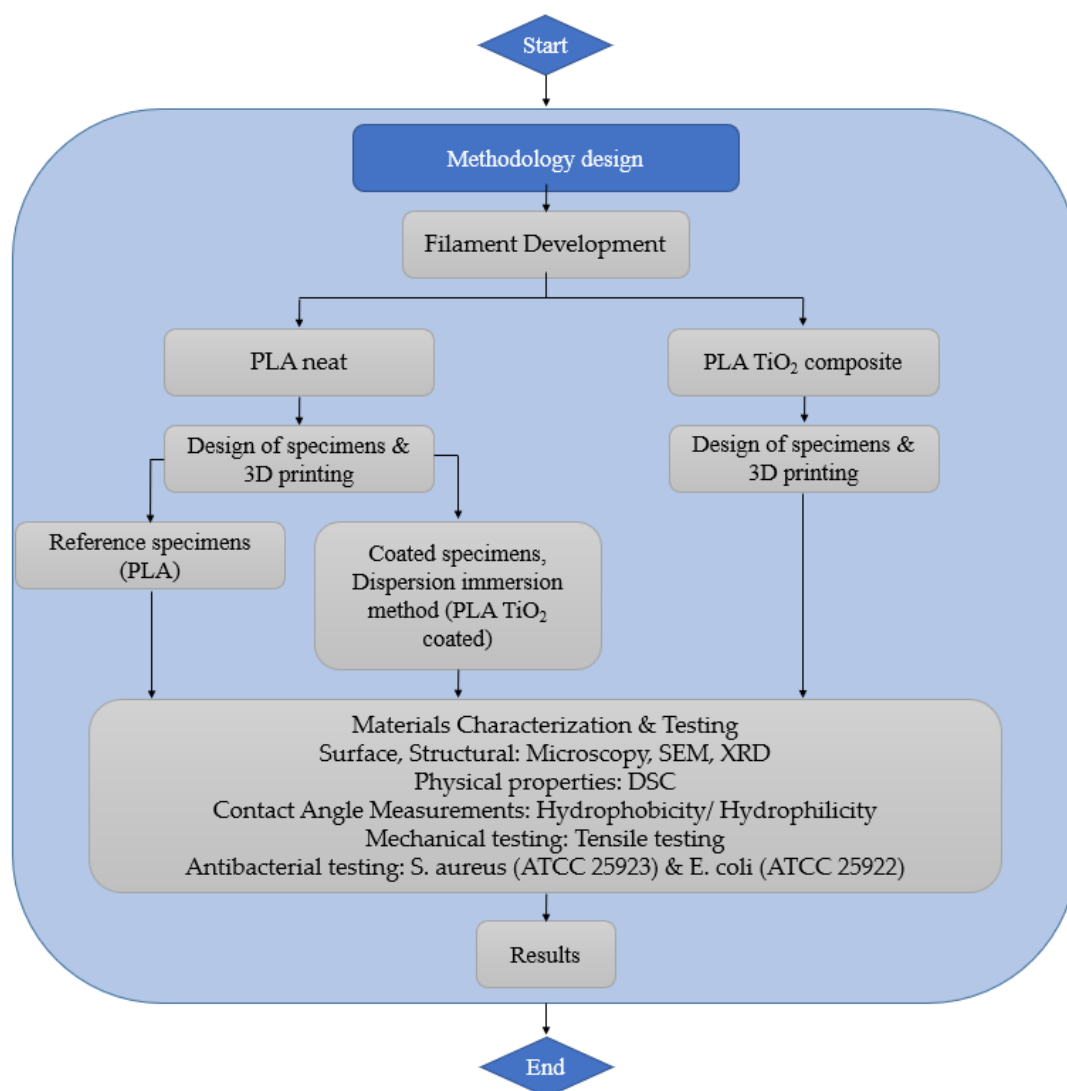 Start
Methodology design
Filament Development
PLA neat
PLA TiO₂ composite
Design of specimens &
3D printing
Design of specimens &
3D printing
Reference specimens
(PLA)
Coated specimens,
Dispersion immersion
method (PLA TiO₂
coated)
Materials Characterization & Testing
Surface, Structural: Microscopy, SEM, XRD
Physical properties: DSC
Contact Angle Measurements: Hydrophobicity/ Hydrophilicity
Mechanical testing: Tensile testing
Antibacterial testing: S. aureus (ATCC 25923) & E. coli (ATCC 25922)
Results
End